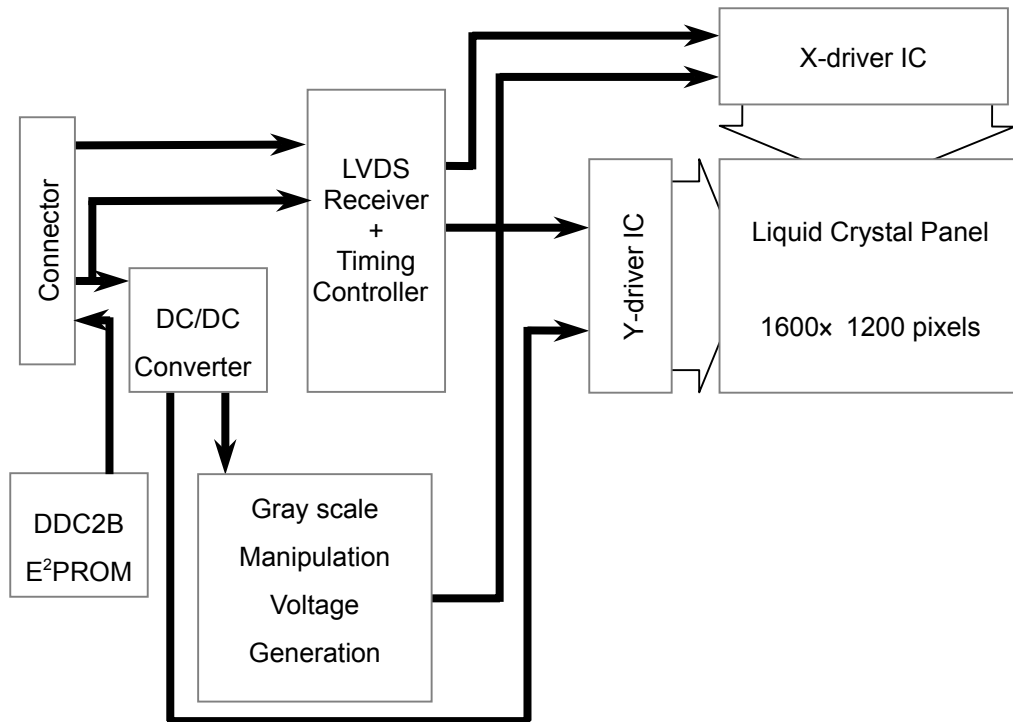 X-driver IC
Connector
LVDS
Receiver
+
Timing
Controller
Y-driver IC
Liquid Crystal Panel
1600x 1200 pixels
DC/DC
Converter
DDC2B
E²PROM
Gray scale
Manipulation
Voltage
Generation